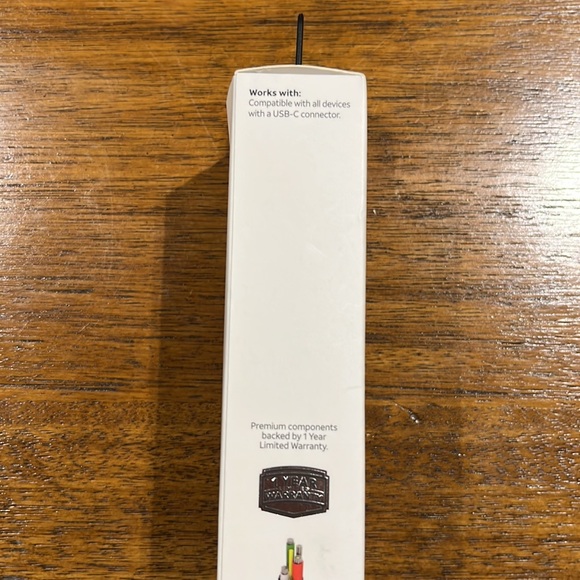 Works with:
Compatible with all devices
with a USB-C connector.
Premium components
backed by 1 Year
Limited Warranty.
1 YEAR
WARRANTY